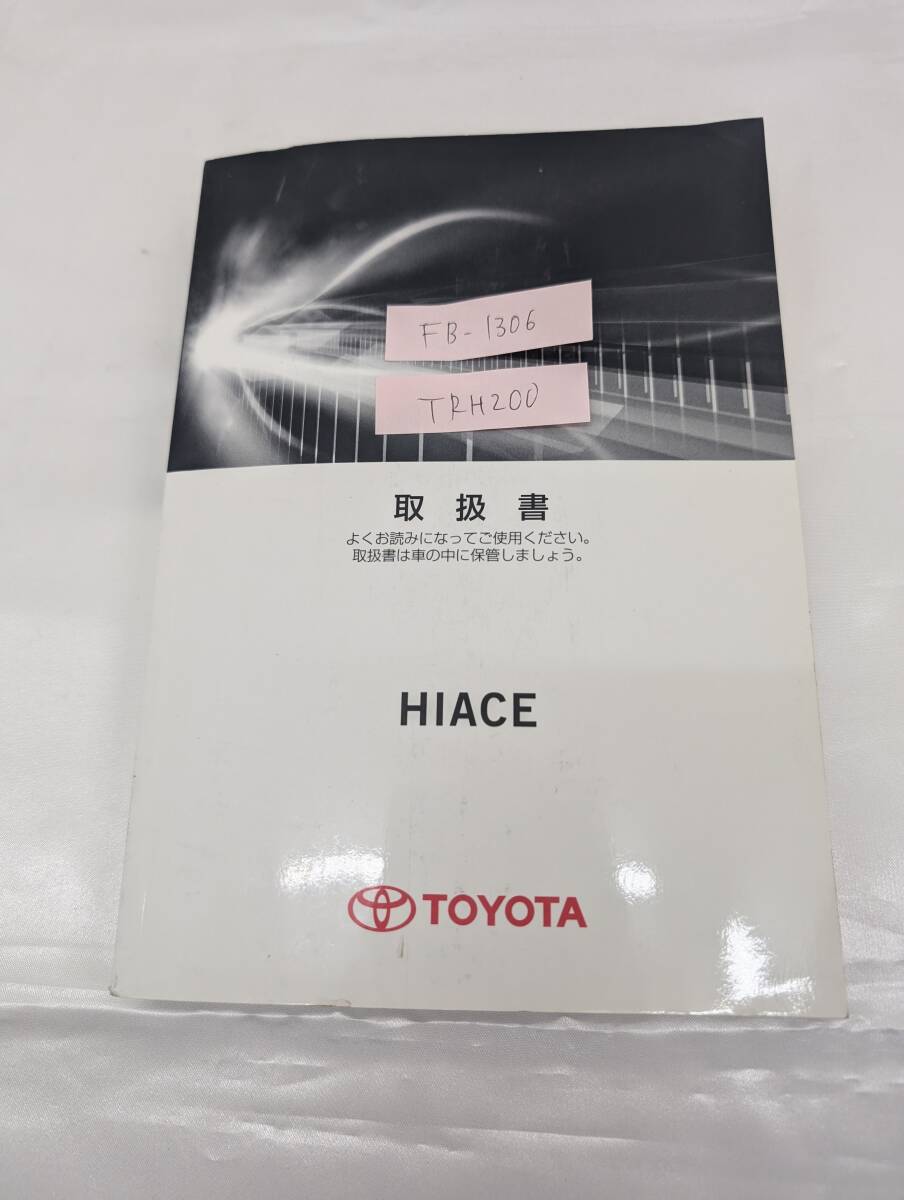 FB-1306
TRH200
取扱書
よくお読みになってご使用ください。
取扱書は車の中に保管しましょう。
HIACE
TOYOTA